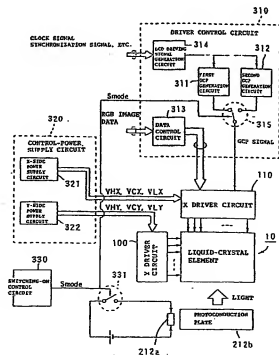 310
CLOCK SIGNAL
SYNCHRONIZATION SIGNAL, ETC.
DRIVER CONTROL CIRCUIT
LCD DRIVING
SIGNAL
GENERATION
CIRCUIT
314
312
FIRST
GCP
GENERATION
CIRCUIT
SECOND
GCP
GENERATION
CIRCUIT
311
Smode
313
315
RGB IMAGE
DATA
DATA
CONTROL
CIRCUIT
GCP SIGNAL
320
CONTROL-POWER
SUPPLY CIRCUIT
X-SIDE
POWER
SUPPLY
CIRCUIT
321
VHX, VCX, VLX
110
X DRIVER CIRCUIT
Y-SIDE
POWER
SUPPLY
CIRCUIT
322
VHY, VCY, VLY
10
100
Y DRIVER
CIRCUIT
LIQUID-CRYSTAL
ELEMENT
330
SWITCHING-ON
CONTROL
CIRCUIT
Smode
331
LIGHT
PHOTOCONDUCTION
PLATE
212a
212b